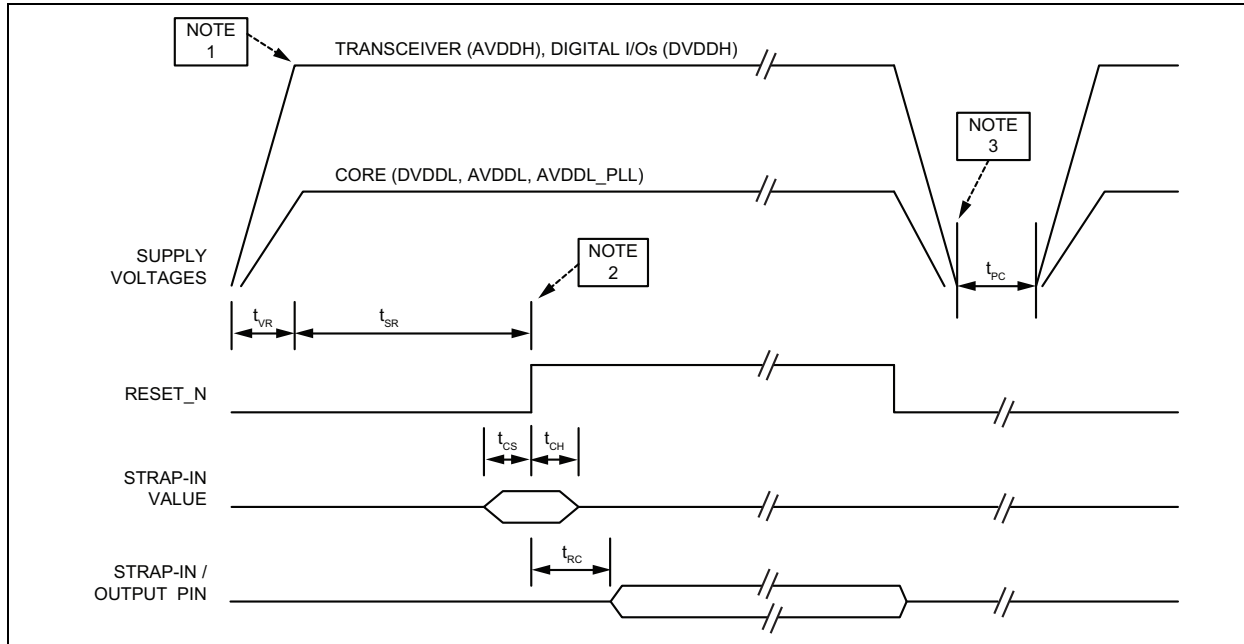 NOTE
1
TRANSCEIVER (AVDDH), DIGITAL I/Os (DVDDH)
NOTE
3
CORE (DVDDL, AVDDL, AVDDL_PLL)
SUPPLY
VOLTAGES
NOTE
2
tPC
tVR
tSR
RESET_N
tCS
tCH
STRAP-IN
VALUE
tRC
STRAP-IN /
OUTPUT PIN